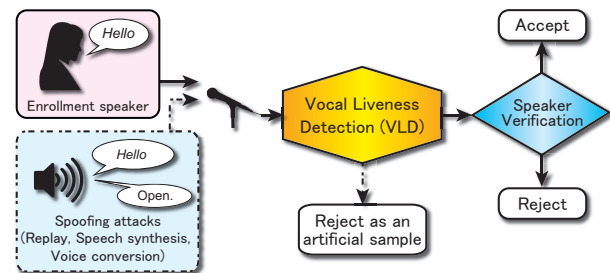 Hello
Enrollment speaker
Hello
Open.
Spoofing attacks
(Replay, Speech synthesis,
Voice conversion)
Vocal Liveness
Detection (VLD)
Reject as an
artificial sample
Accept
Speaker
Verification
Reject